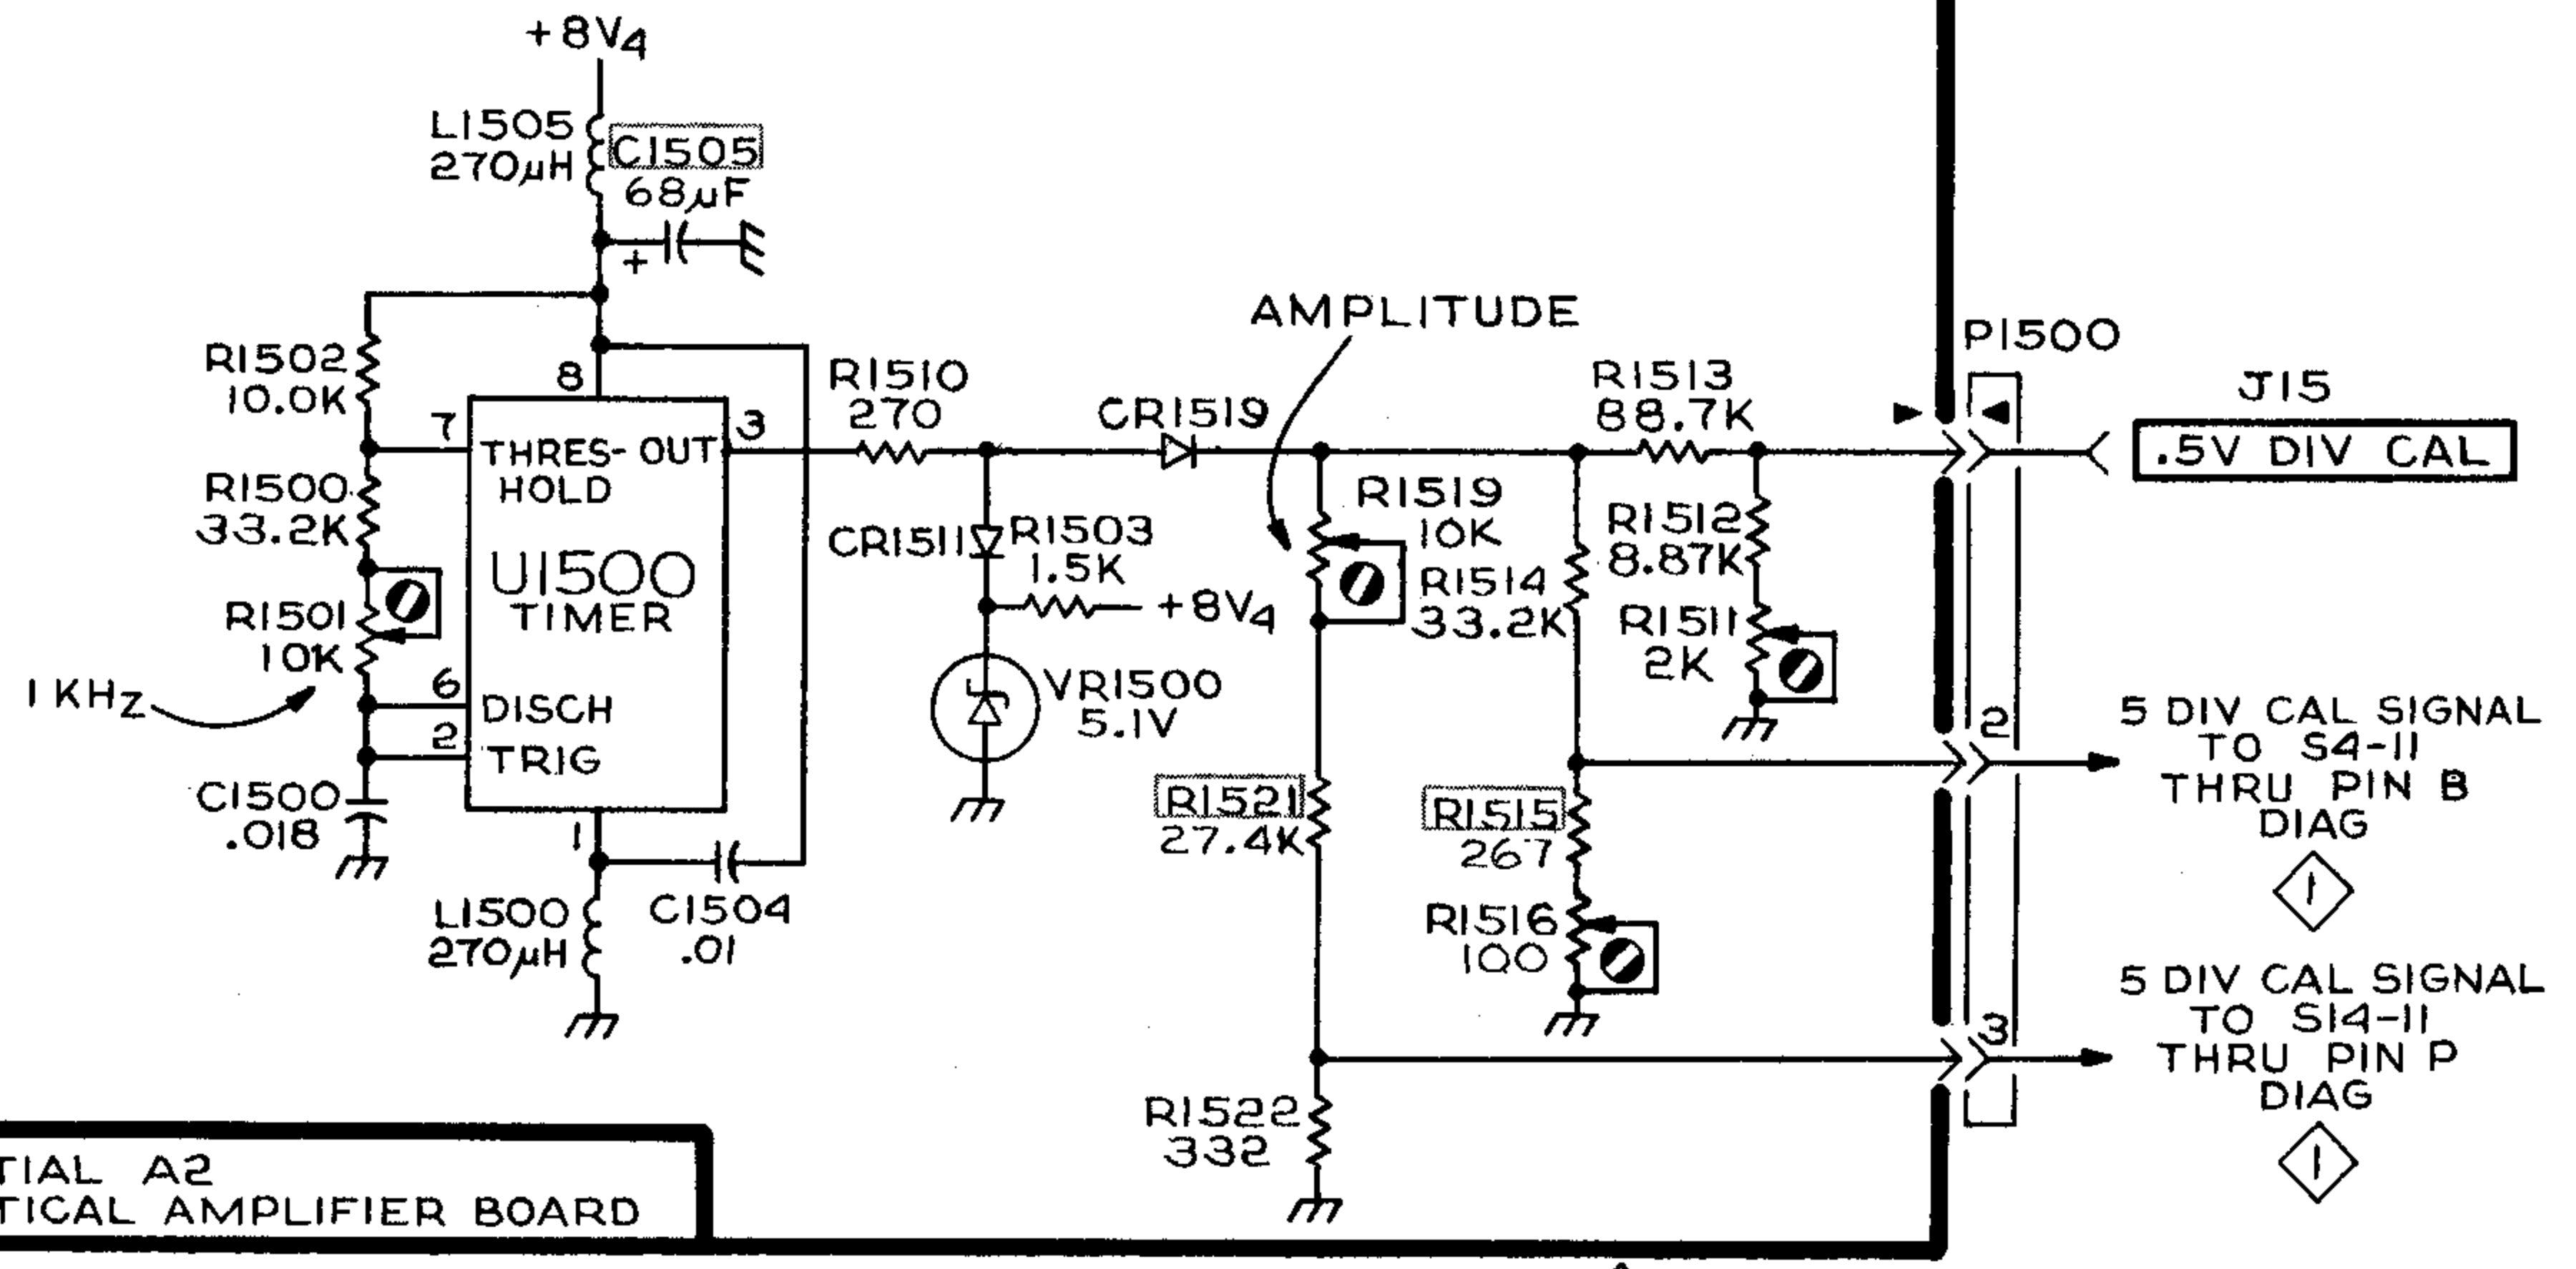 +8V4
L1505
270µH
C1505
68µF
+
R1502
10.0K
R1500
33.2K
R1501
10K
1 KHz
C1500
.018
8
7
THRES-
HOLD
OUT
3
U1500
TIMER
6
DISCH
2
TRIG
1
L1500
270µH
C1504
.01
R1510
270
CR1519
CR1511
R1503
1.5K
+8V4
VR1500
5.1V
AMPLITUDE
R1519
10K
R1521
27.4K
R1522
332
R1513
88.7K
R1514
33.2K
R1512
8.87K
R1511
2K
R1515
267
R1516
100
P1500
J15
.5V DIV CAL
2
5 DIV CAL SIGNAL
TO S4-11
THRU PIN B
DIAG
1
3
5 DIV CAL SIGNAL
TO S14-11
THRU PIN P
DIAG
1
TIAL A2
TICAL AMPLIFIER BOARD